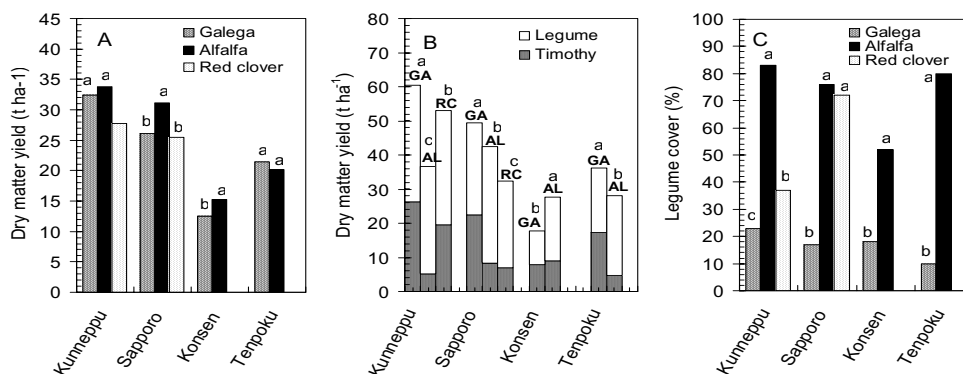 Dry matter yield (t ha-1)
45
40
35
30
25
20
15
10
5
0
A
Galega
Alfalfa
Red clover
a a
b a b
b a
a a
Kunneppu
Sapporo
Konsen
Tenpoku
Dry matter yield (t ha⁻¹)
80
70
60
50
40
30
20
10
0
B
Legume
Timothy
a
GA
c
AL
b
RC
a
GA
b
AL
c
RC
b
GA
a
AL
a
GA
b
AL
Kunneppu
Sapporo
Konsen
Tenpoku
Legume cover (%)
100
90
80
70
60
50
40
30
20
10
0
C
Galega
Alfalfa
Red clover
c a b
b a a
b a
b a
Kunneppu
Sapporo
Konsen
Tenpoku